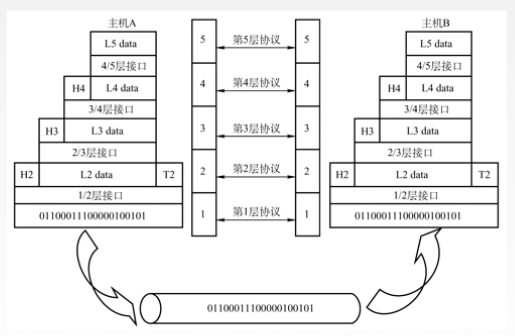 主机A
主机B
L5 data
5
第5层协议
5
L5 data
4/5层接口
4/5层接口
H4
L4 data
4
第4层协议
4
H4
L4 data
3/4层接口
3/4层接口
H3
L3 data
3
第3层协议
3
H3
L3 data
2/3层接口
2/3层接口
H2
L2 data
T2
2
第2层协议
2
H2
L2 data
T2
1/2层接口
1/2层接口
01100011100000100101
1
第1层协议
1
01100011100000100101
01100011100000100101